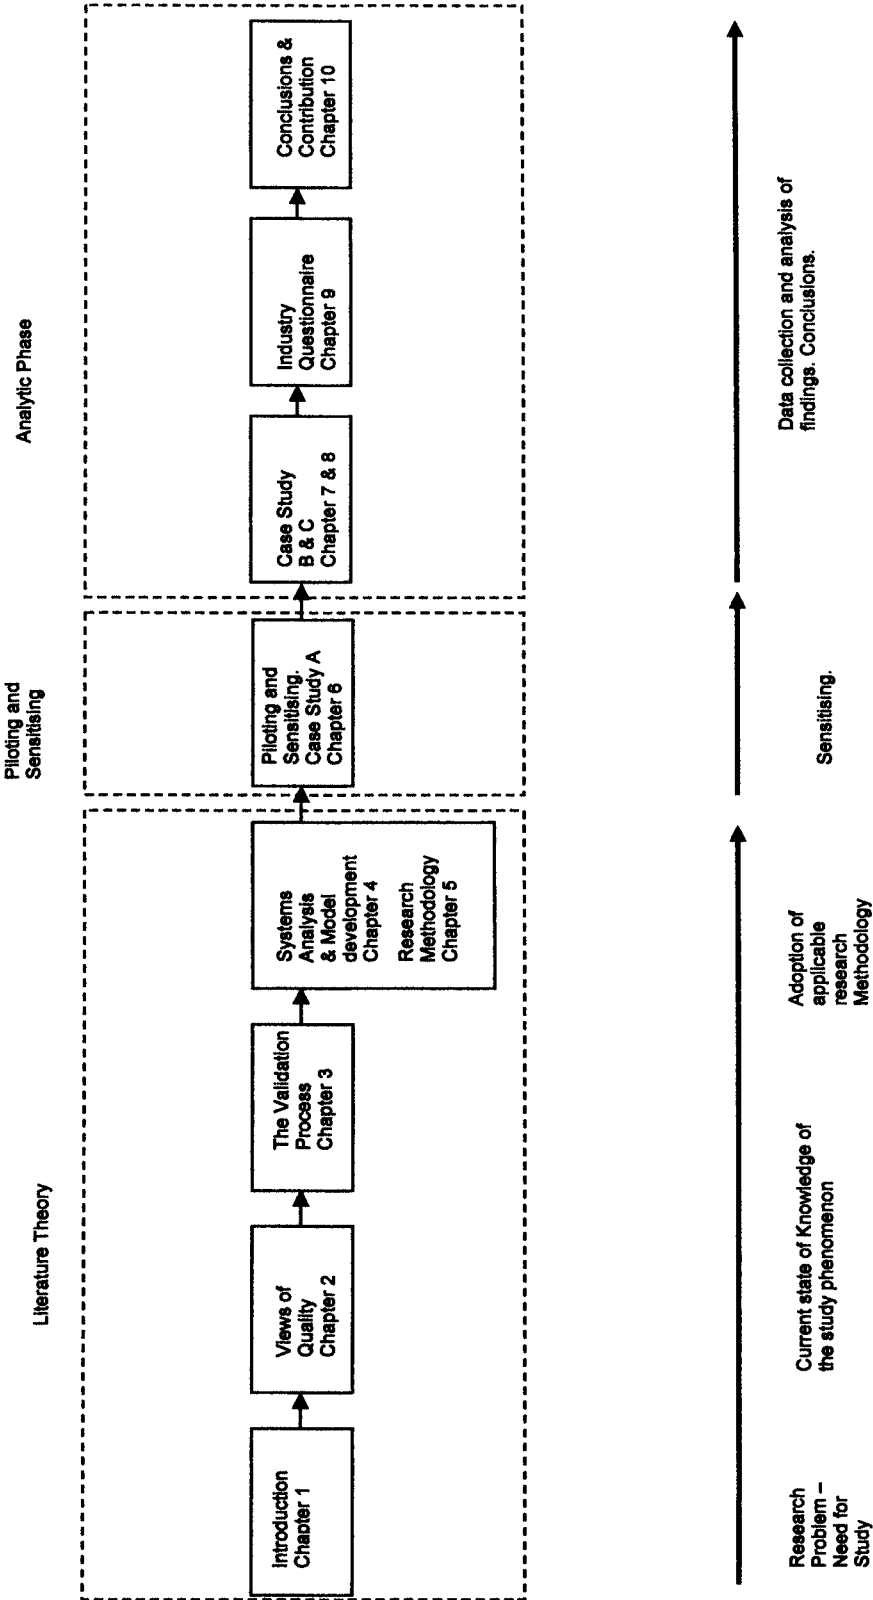 Literature Theory
Piloting and
Sensitising
Analytic Phase
Introduction
Chapter 1
Views of
Quality
Chapter 2
The Validation
Process
Chapter 3
Systems
Analysis
& Model
development
Chapter 4
Research
Methodology
Chapter 5
Piloting and
Sensitising.
Case Study A
Chapter 6
Case Study
B & C
Chapter 7 & 8
Industry
Questionnaire
Chapter 9
Conclusions &
Contribution
Chapter 10
Research
Problem –
Need for
Study
Current state of Knowledge of
the study phenomenon
Adoption of
applicable
research
Methodology
Sensitising.
Data collection and analysis of
findings. Conclusions.